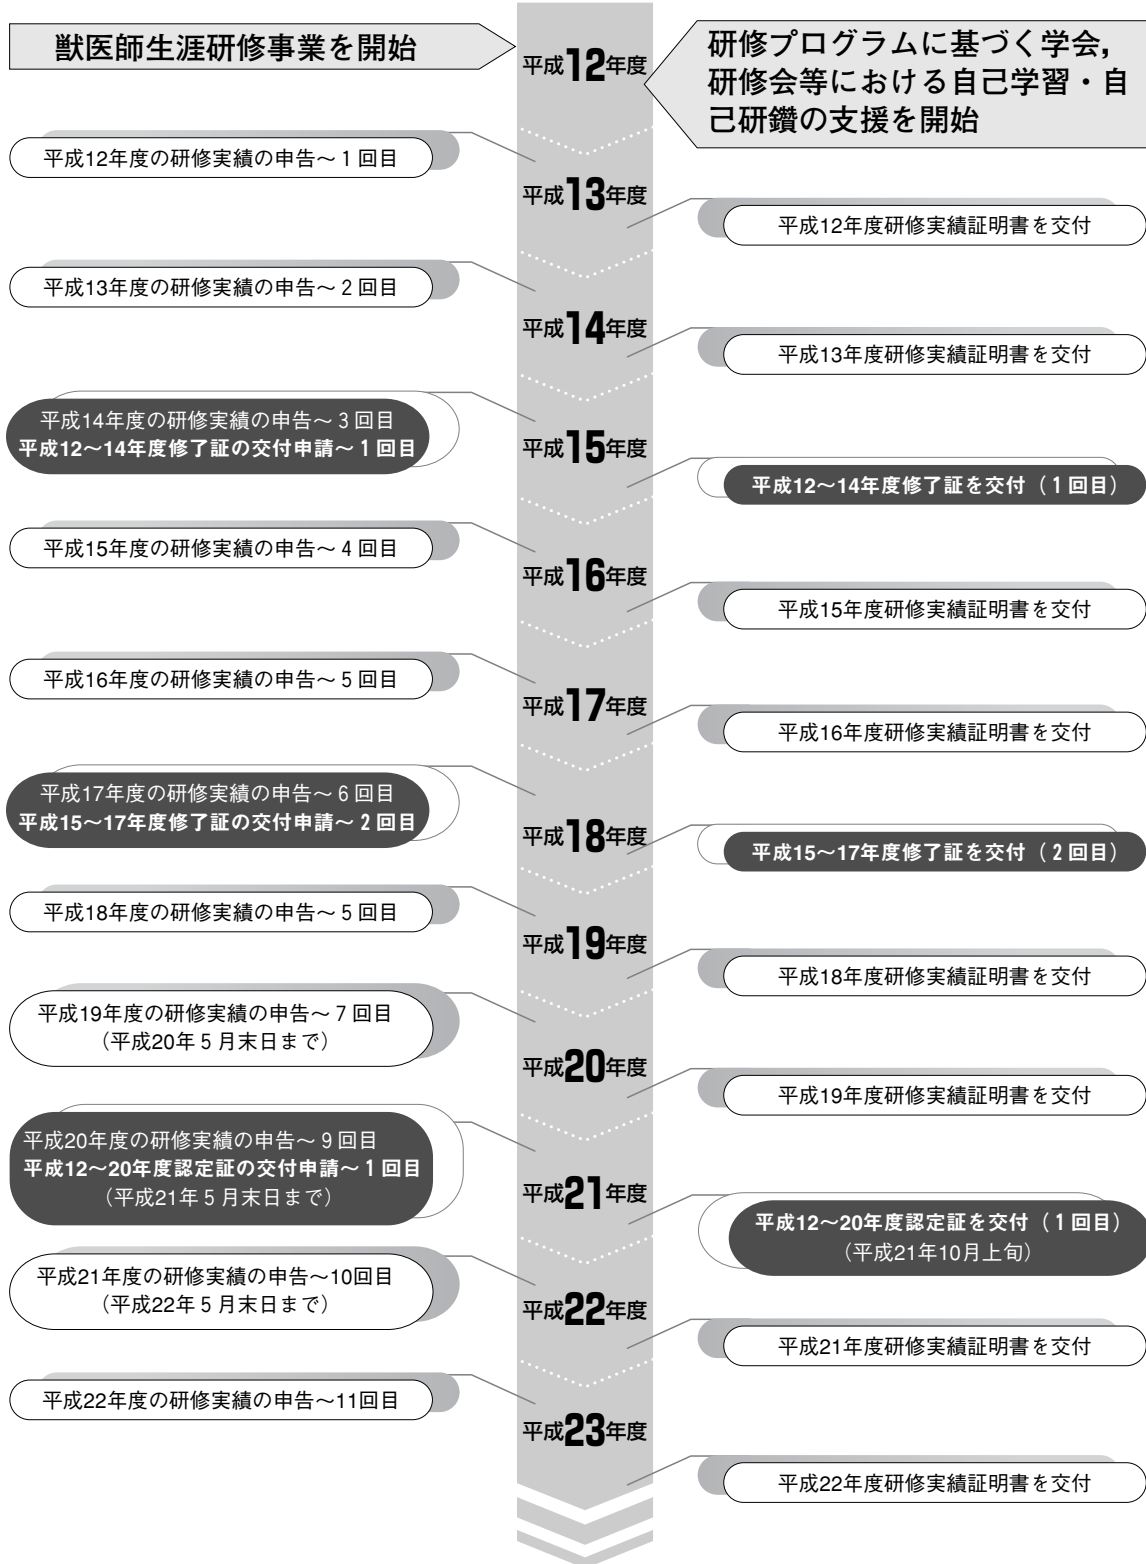 獣医師生涯研修事業を開始
平成12年度
研修プログラムに基づく学会,
研修会等における自己学習・自
己研鑽の支援を開始
平成12年度の研修実績の申告～1回目
平成13年度
平成12年度研修実績証明書を交付
平成13年度の研修実績の申告～2回目
平成14年度
平成13年度研修実績証明書を交付
平成14年度の研修実績の申告～3回目
平成12～14年度修了証の交付申請～1回目
平成15年度
平成12～14年度修了証を交付（1回目）
平成15年度の研修実績の申告～4回目
平成16年度
平成15年度研修実績証明書を交付
平成16年度の研修実績の申告～5回目
平成17年度
平成16年度研修実績証明書を交付
平成17年度の研修実績の申告～6回目
平成15～17年度修了証の交付申請～2回目
平成18年度
平成15～17年度修了証を交付（2回目）
平成18年度の研修実績の申告～5回目
平成19年度
平成18年度研修実績証明書を交付
平成19年度の研修実績の申告～7回目
（平成20年5月末日まで）
平成20年度
平成19年度研修実績証明書を交付
平成20年度の研修実績の申告～9回目
平成12～20年度認定証の交付申請～1回目
（平成21年5月末日まで）
平成21年度
平成12～20年度認定証を交付（1回目）
（平成21年10月上旬）
平成21年度の研修実績の申告～10回目
（平成22年5月末日まで）
平成22年度
平成21年度研修実績証明書を交付
平成22年度の研修実績の申告～11回目
平成23年度
平成22年度研修実績証明書を交付